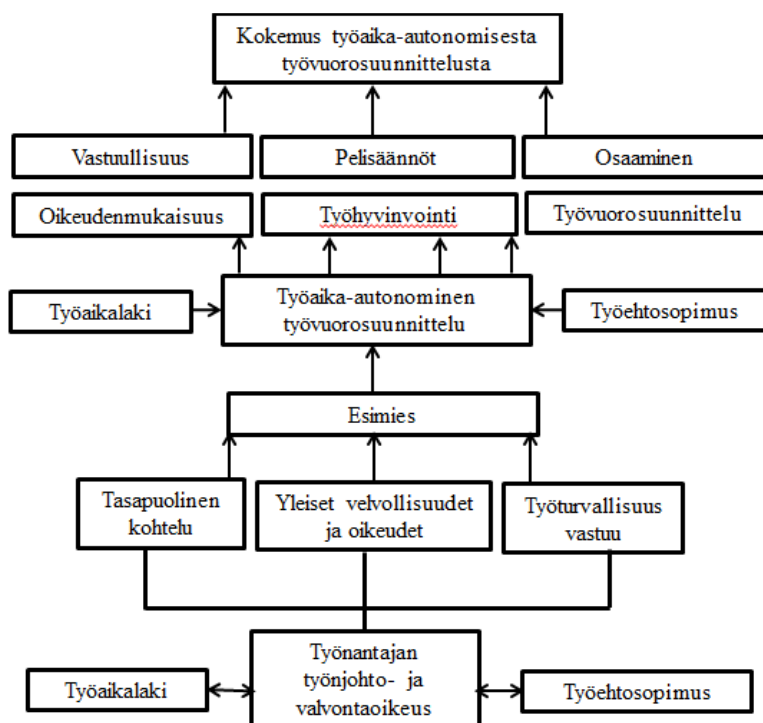 Kokemus työaika-autonomisesta
työvuorosuunnittelusta
Vastuullisuus
Pelisäännöt
Osaaminen
Oikeudenmukaisuus
Työhyvinvointi
Työvuorosuunnittelu
Työaikalaki
Työaika-autonominen
työvuorosuunnittelu
Työehtosopimus
Esimies
Tasapuolinen
kohtelu
Yleiset velvollisuudet
ja oikeudet
Työturvallisuus
vastuu
Työaikalaki
Työnantajan
työnjohto- ja
valvontaoikeus
Työehtosopimus